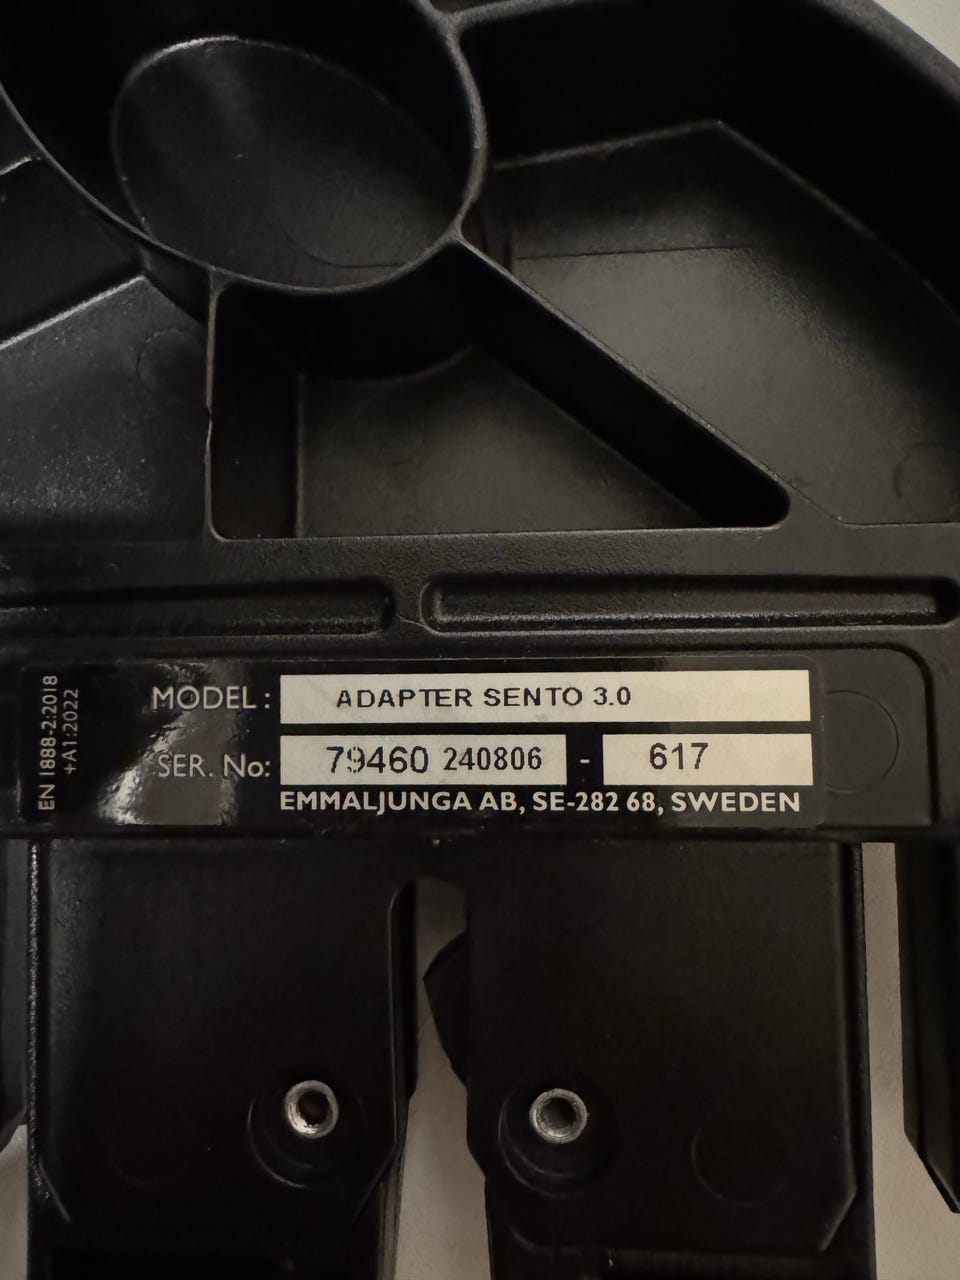 EN 1888-2:2018
+A1:2022
MODEL: ADAPTER SENTO 3.0
SER. No: 79460 240806 - 617
EMMALJUNGA AB, SE-282 68, SWEDEN